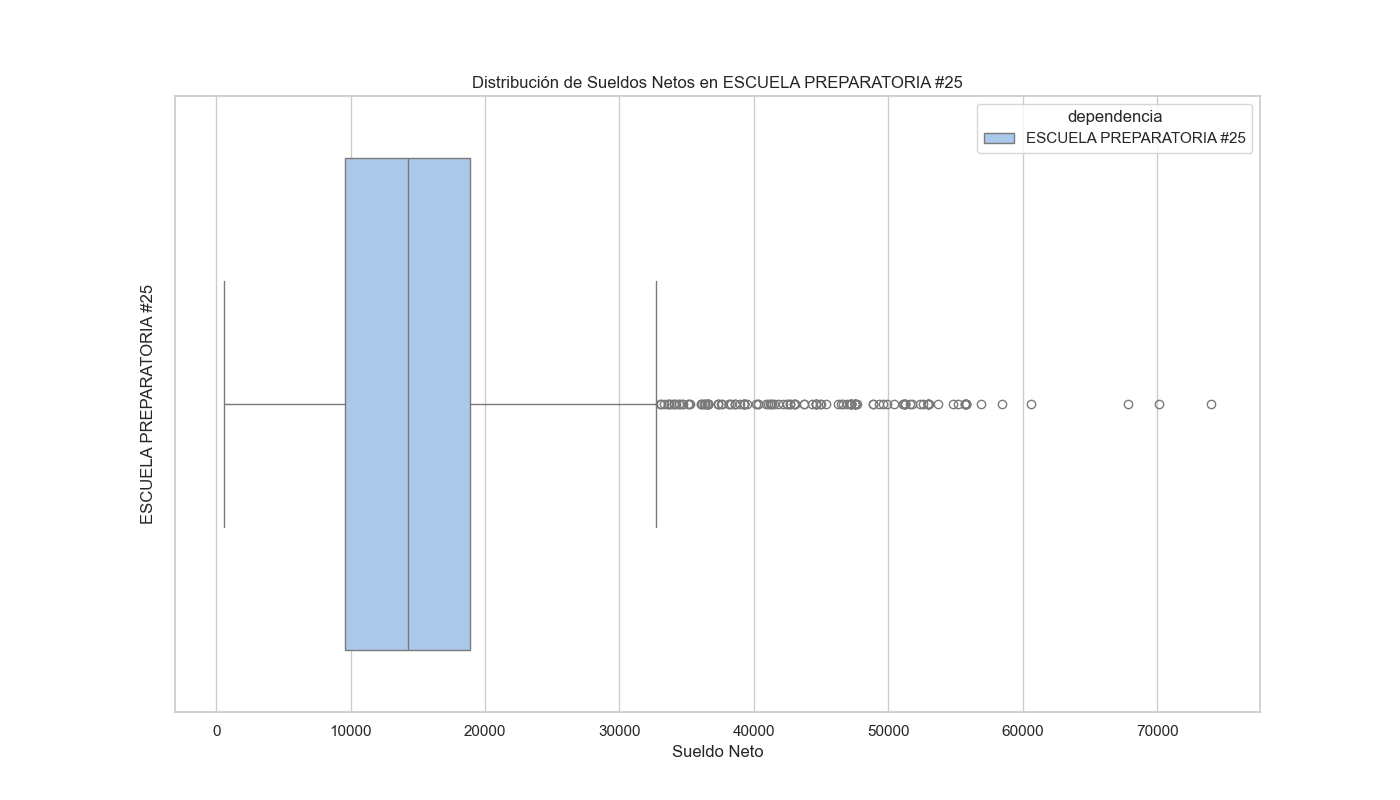 Distribución de Sueldos Netos en ESCUELA PREPARATORIA #25
dependencia
ESCUELA PREPARATORIA #25
ESCUELA PREPARATORIA #25
0 10000 20000 30000 40000 50000 60000 70000
Sueldo Neto